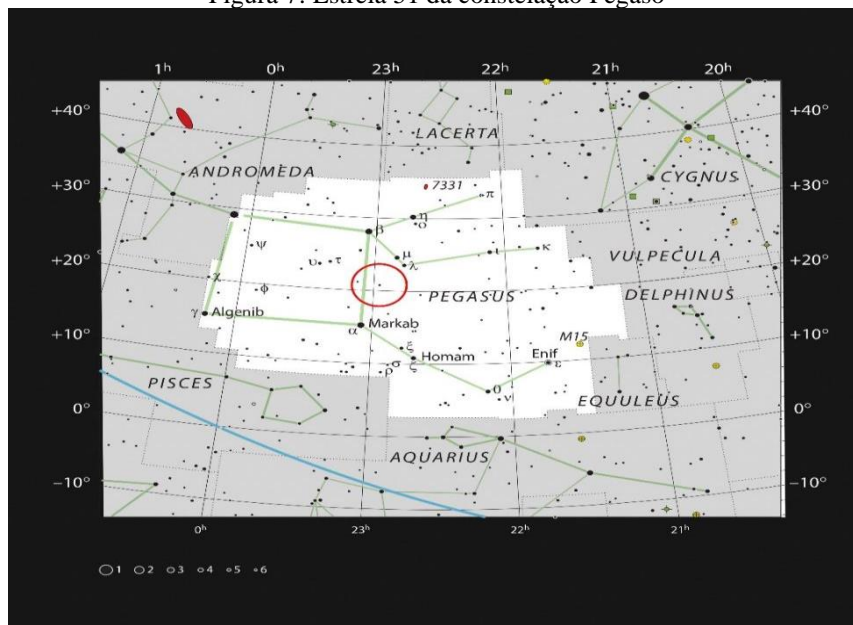 Figura 7: Estrela 51 da constelação Pégaso
1h 0h 23h 22h 21h 20h
+40° +40°
LACERTA
ANDROMEDA
+30° 7331 π CYGNUS +30°
η
ο
β
ψ
μ
ι κ
+20° υ τ λ VULPECULA +20°
χ
φ PEGASUS DELPHINUS
γ Algenib
+10° Markab +10°
α M15
ξ Enif
Homam
PISCES σ ζ ε
ρ
0° θ ν EQUULEUS 0°
AQUARIUS
−10° −10°
0h 23h 22h 21h
1 2 3 4 5 6